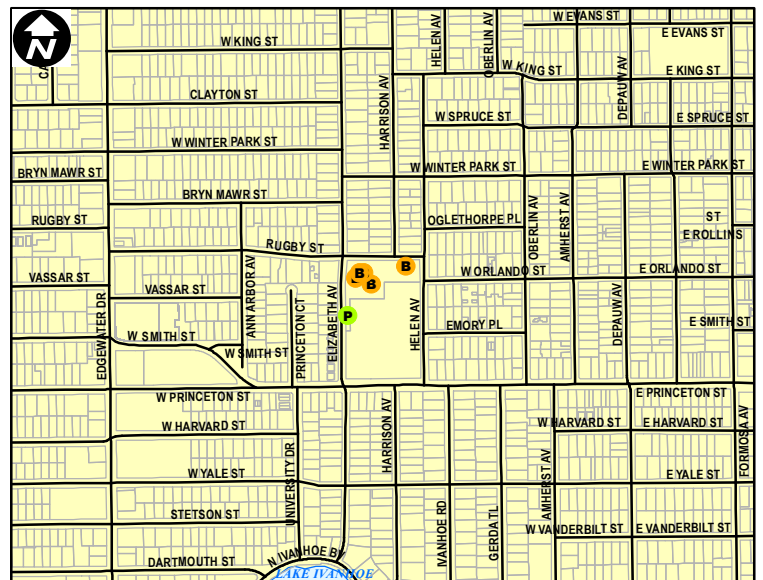 W EVANS ST
E EVANS ST
N
W KING ST
HELEN AV
OBERLIN AV
W KING ST
E KING ST
CLAYTON ST
HARRISON AV
DEPAUW AV
W SPRUCE ST
E SPRUCE ST
W WINTER PARK ST
W WINTER PARK ST
E WINTER PARK ST
BRYN MAWR ST
BRYN MAWR ST
RUGBY ST
RUGBY ST
OGLETHORPE PL
OBERLIN AV
AMHERST AV
ST
E ROLLINS
VASSAR ST
VASSAR ST
ANN ARBOR AV
B
B
B
W ORLANDO ST
E ORLANDO ST
EDGEWATER DR
PRINCETON CT
ELIZABETH AV
P
HELEN AV
EMORY PL
DEPAUW AV
E SMITH ST
W SMITH ST
W SMITH ST
W PRINCETON ST
E PRINCETON ST
W HARVARD ST
HARRISON AV
W HARVARD ST
E HARVARD ST
FORMOSA AV
W YALE ST
UNIVERSITY DR
AMHERST AV
E YALE ST
STETSON ST
IVANHOE RD
GERDA TL
W VANDERBILT ST
E VANDERBILT ST
DARTMOUTH ST
N IVANHOE BV
LAKE IVANHOE